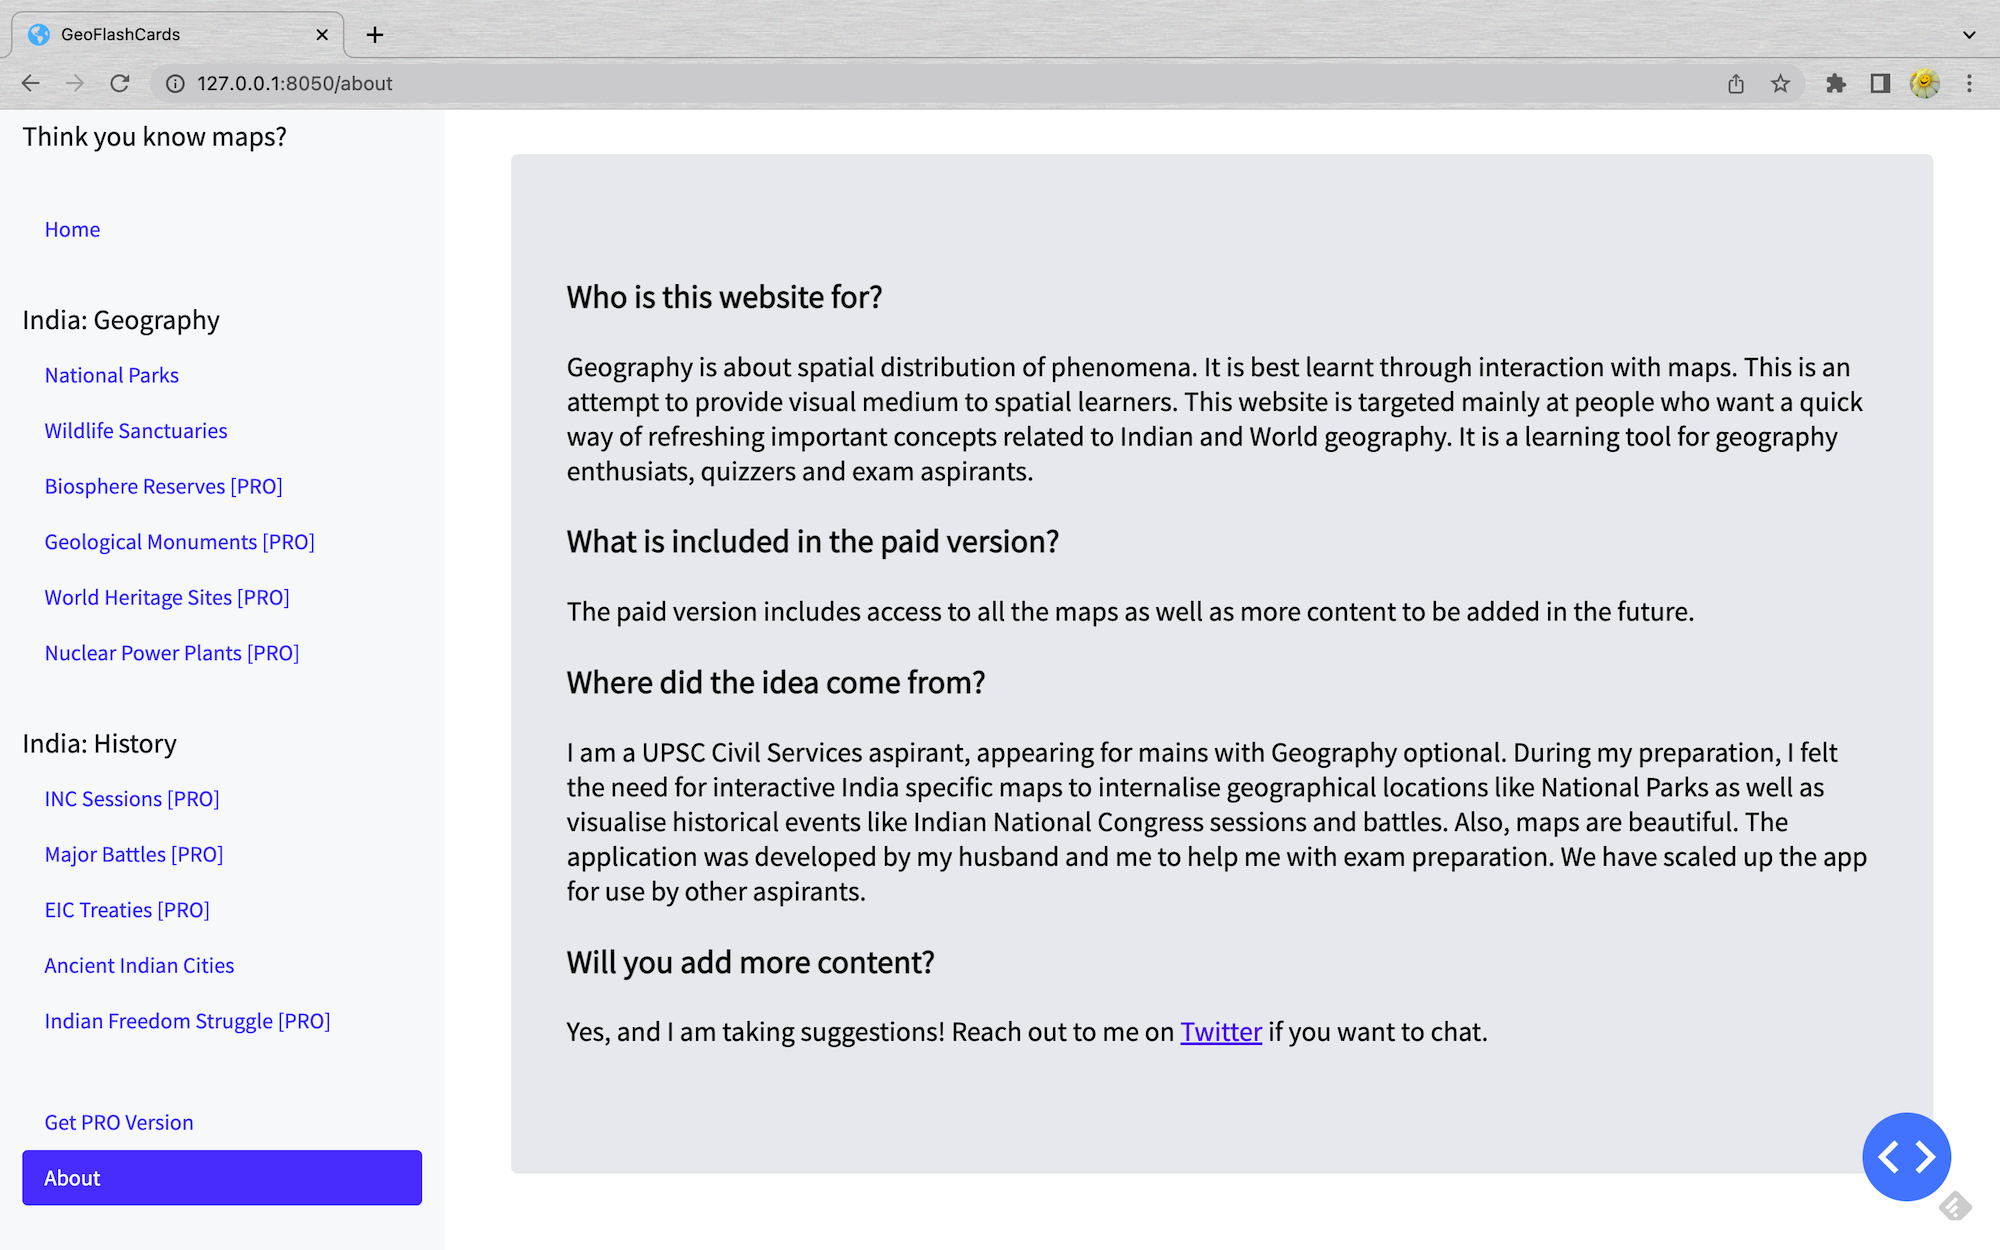 GeoFlashCards
127.0.0.1:8050/about
Think you know maps?
Home
India: Geography
National Parks
Wildlife Sanctuaries
Biosphere Reserves [PRO]
Geological Monuments [PRO]
World Heritage Sites [PRO]
Nuclear Power Plants [PRO]
India: History
INC Sessions [PRO]
Major Battles [PRO]
EIC Treaties [PRO]
Ancient Indian Cities
Indian Freedom Struggle [PRO]
Get PRO Version
About
Who is this website for?
Geography is about spatial distribution of phenomena. It is best learnt through interaction with maps. This is an
attempt to provide visual medium to spatial learners. This website is targeted mainly at people who want a quick
way of refreshing important concepts related to Indian and World geography. It is a learning tool for geography
enthusiats, quizzers and exam aspirants.
What is included in the paid version?
The paid version includes access to all the maps as well as more content to be added in the future.
Where did the idea come from?
I am a UPSC Civil Services aspirant, appearing for mains with Geography optional. During my preparation, I felt
the need for interactive India specific maps to internalise geographical locations like National Parks as well as
visualise historical events like Indian National Congress sessions and battles. Also, maps are beautiful. The
application was developed by my husband and me to help me with exam preparation. We have scaled up the app
for use by other aspirants.
Will you add more content?
Yes, and I am taking suggestions! Reach out to me on Twitter if you want to chat.